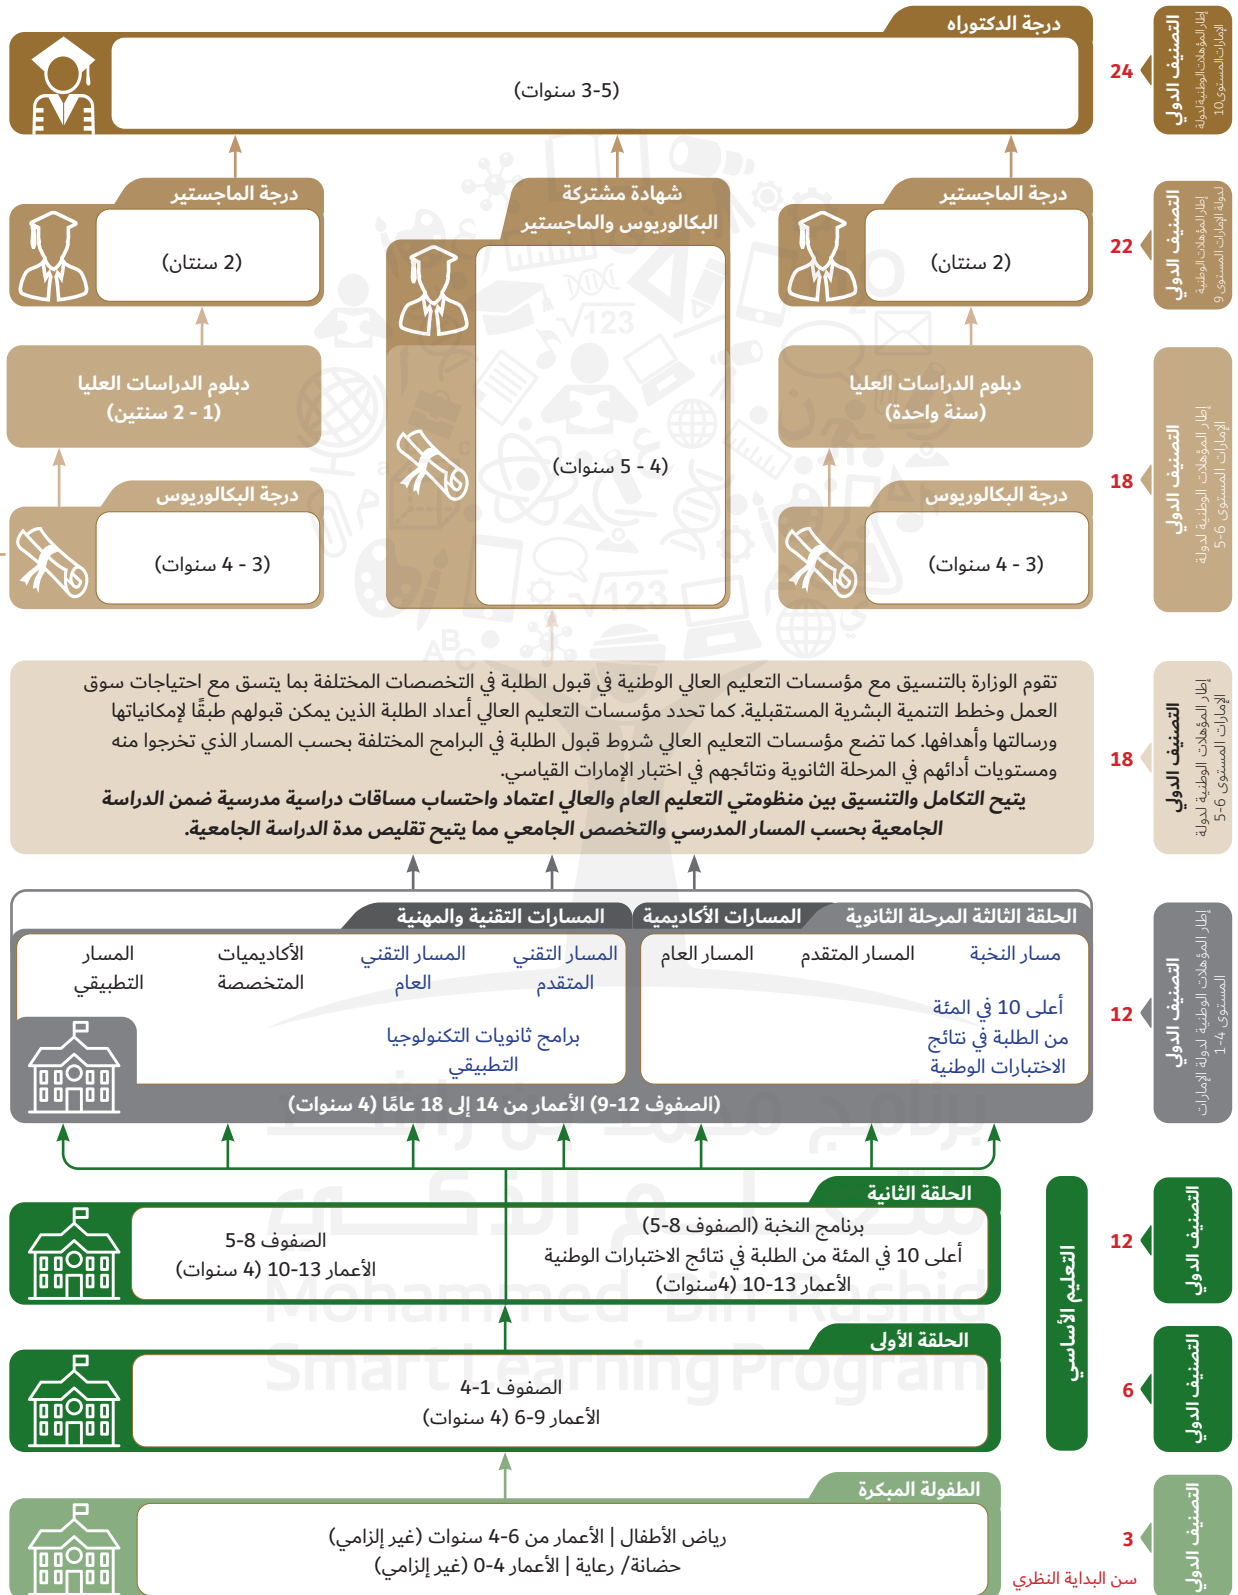 درجة الدكتوراه
(3-5 سنوات)
24
التصنيف الدولي
إطار المؤهلات الوطنية لدولة
الإمارات المستوى 10
درجة الماجستير
(2 سنتان)
شهادة مشتركة
البكالوريوس والماجستير
(4 - 5 سنوات)
درجة الماجستير
(2 سنتان)
22
التصنيف الدولي
إطار المؤهلات الوطنية
لدولة الإمارات المستوى 9
دبلوم الدراسات العليا
(سنة واحدة)
دبلوم الدراسات العليا
(1 - 2 سنتين)
درجة البكالوريوس
(3 - 4 سنوات)
درجة البكالوريوس
(3 - 4 سنوات)
18
التصنيف الدولي
إطار المؤهلات الوطنية لدولة
الإمارات المستوى 6-5
تقوم الوزارة بالتنسيق مع مؤسسات التعليم العالي الوطنية في قبول الطلبة في التخصصات المختلفة بما يتسق مع احتياجات سوق
العمل وخطط التنمية البشرية المستقبلية. كما تحدد مؤسسات التعليم العالي أعداد الطلبة الذين يمكن قبولهم طبقًا لإمكانياتها
ورسالتها وأهدافها. كما تضع مؤسسات التعليم العالي شروط قبول الطلبة في البرامج المختلفة بحسب المسار الذي تخرجوا منه
ومستويات أدائهم في المرحلة الثانوية ونتائجهم في اختبار الإمارات القياسي.
يتيح التكامل والتنسيق بين منظومتي التعليم العام والعالي اعتماد واحتساب مساقات دراسية مدرسية ضمن الدراسة
الجامعية بحسب المسار المدرسي والتخصص الجامعي مما يتيح تقليص مدة الدراسة الجامعية.
18
التصنيف الدولي
إطار المؤهلات الوطنية لدولة
الإمارات المستوى 6-5
الحلقة الثالثة المرحلة الثانوية
المسارات الأكاديمية
المسارات التقنية والمهنية
مسار النخبة
أعلى 10 في المئة
من الطلبة في نتائج
الاختبارات الوطنية
المسار المتقدم
المسار العام
المسار التقني
المتقدم
المسار التقني
العام
برامج ثانويات التكنولوجيا
التطبيقي
الأكاديميات
المتخصصة
المسار
التطبيقي
(الصفوف 12-9) الأعمار من 14 إلى 18 عامًا (4 سنوات)
12
التصنيف الدولي
إطار المؤهلات الوطنية لدولة الإمارات
المستوى 4-1
الحلقة الثانية
برنامج النخبة (الصفوف 8-5)
أعلى 10 في المئة من الطلبة في نتائج الاختبارات الوطنية
الأعمار 13-10 (4سنوات)
الصفوف 8-5
الأعمار 13-10 (4 سنوات)
12
التصنيف الدولي
التعليم الأساسي
الحلقة الأولى
الصفوف 1-4
الأعمار 9-6 (4 سنوات)
6
التصنيف الدولي
الطفولة المبكرة
رياض الأطفال | الأعمار من 6-4 سنوات (غير إلزامي)
حضانة/ رعاية | الأعمار 4-0 (غير إلزامي)
3
سن البداية النظري
التصنيف الدولي
برنامج محمد بن راشد
للتعلم الذكي
Mohammed Bin Rashid
Smart Learning Program
√123
√123
ABC